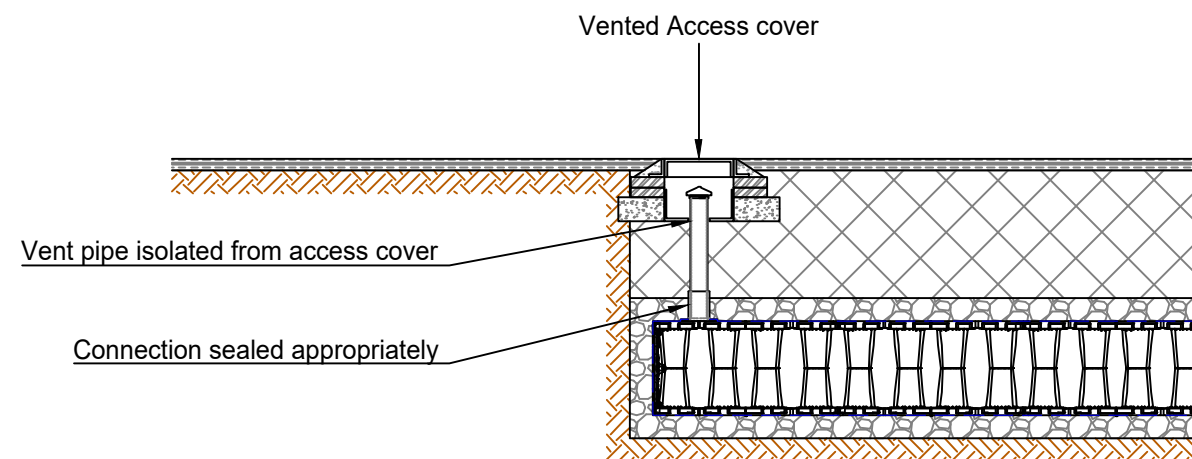 Vented Access cover
Vent pipe isolated from access cover
Connection sealed appropriately